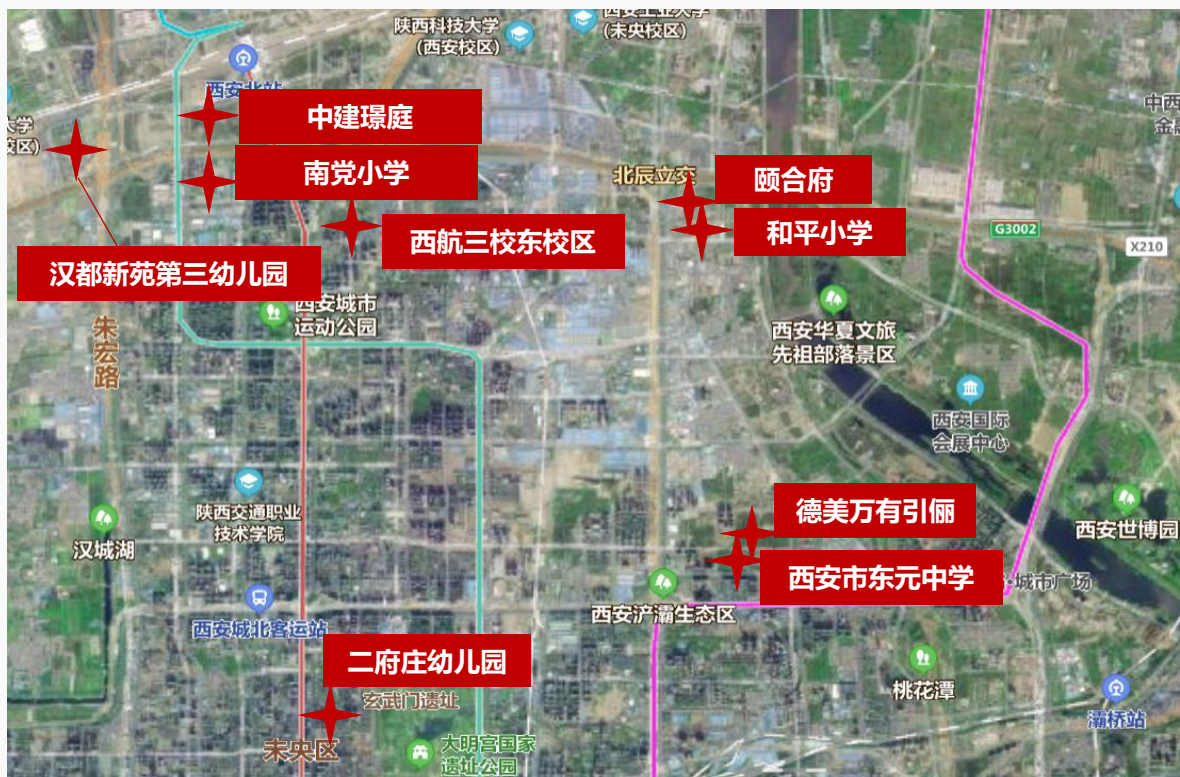 陕西科技大学
(西安校区)
西安工业大学
(未央校区)
西安北站
中建璟庭
大学
校区)
南党小学
北辰立交
颐合府
和平小学
西航三校东校区
G3002
X210
汉都新苑第三幼儿园
西安城市
运动公园
朱宏路
西安华夏文旅
先祖部落景区
西安国际
会展中心
陕西交通职业
技术学院
汉城湖
德美万有引俪
西安世博园
西安市东元中学
·城市广场
西安浐灞生态区
西安城北客运站
二府庄幼儿园
玄武门遗址
桃花潭
灞桥站
未央区
大明宫国家
遗址公园